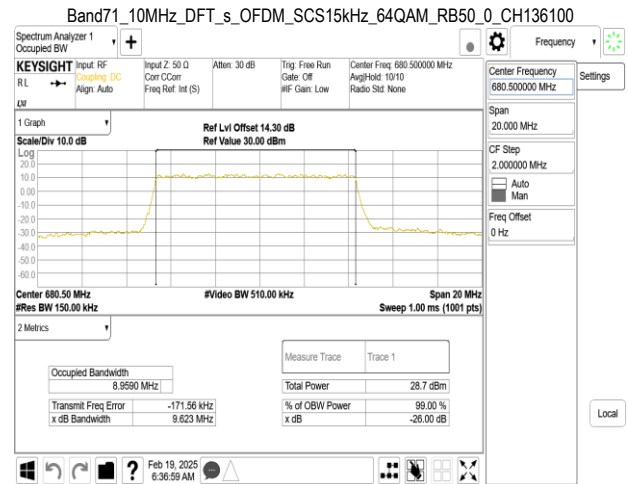 Band71_10MHz_DFT_s_OFDM_SCS15kHz_64QAM_RB50_0_CH136100
Spectrum Analyzer 1
Occupied BW
Frequency
KEYSIGHT
RL
LXI
Input: RF
Coupling: DC
Align: Auto
Input Z: 50 Ω
Corr CCorr
Freq Ref: Int (S)
Atten: 30 dB
Trig: Free Run
Gate: Off
#IF Gain: Low
Center Freq: 680.500000 MHz
Avg|Hold: 10/10
Radio Std: None
Center Frequency
680.500000 MHz
Settings
Span
20.000 MHz
CF Step
2.000000 MHz
Auto
Man
Freq Offset
0 Hz
1 Graph
Scale/Div 10.0 dB
Ref Lvl Offset 14.30 dB
Ref Value 30.00 dBm
Log
20.0
10.0
0.00
-10.0
-20.0
-30.0
-40.0
-50.0
-60.0
Center 680.50 MHz
#Res BW 150.00 kHz
#Video BW 510.00 kHz
Span 20 MHz
Sweep 1.00 ms (1001 pts)
2 Metrics
Measure Trace Trace 1
Occupied Bandwidth
8.9590 MHz
Total Power 28.7 dBm
Transmit Freq Error -171.56 kHz
% of OBW Power 99.00 %
x dB Bandwidth 9.623 MHz
x dB -26.00 dB
Local
?
Feb 19, 2025
6:36:59 AM